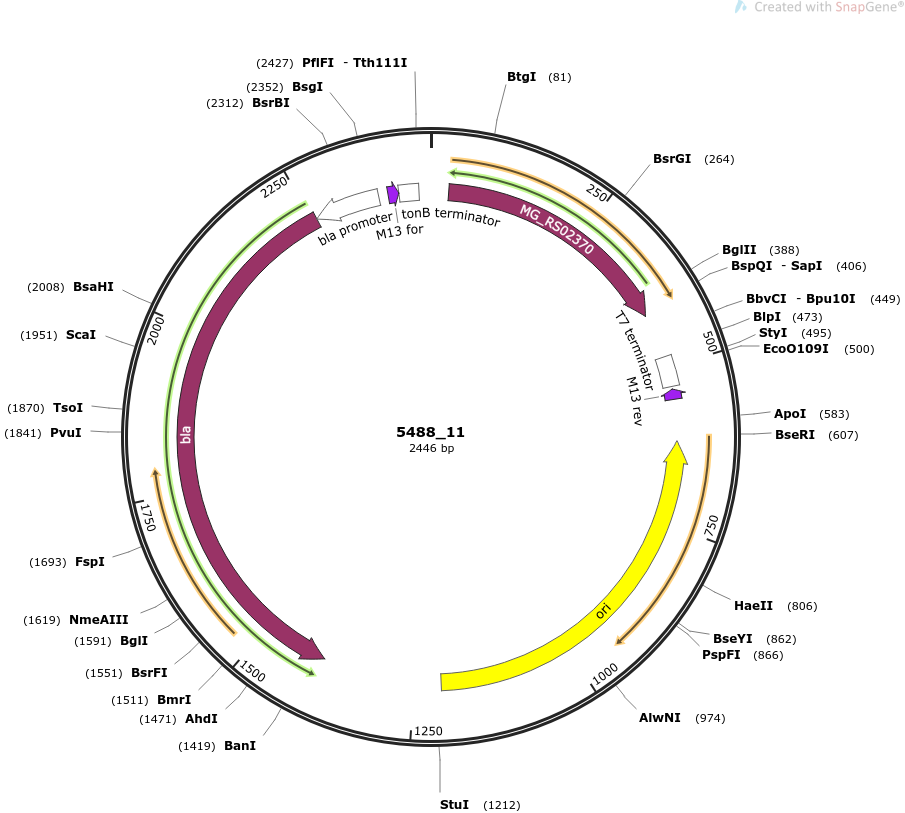 Created with SnapGene®
(2427) PflFI - Tth111I
BtgI (81)
(2352) BsgI
(2312) BsrBI
BsrGI (264)
2250
250
MG_RS02370
bla promoter
tonB terminator
M13 for
BglII (388)
BspQI - SapI (406)
(2008) BsaHI
BbvCI - Bpu10I (449)
BlpI (473)
(1951) ScaI
2000
StyI (495)
500
EcoO109I (500)
T7 terminator
M13 rev
(1870) TsoI
ApoI (583)
(1841) PvuI
bla
5488_11
BseRI (607)
2446 bp
1750
750
(1693) FspI
ori
HaeII (806)
(1619) NmeAIII
(1591) BglI
BseYI (862)
PspFI (866)
(1551) BsrFI
1500
1000
(1511) BmrI
(1471) AhdI
AlwNI (974)
1250
(1419) BanI
StuI (1212)